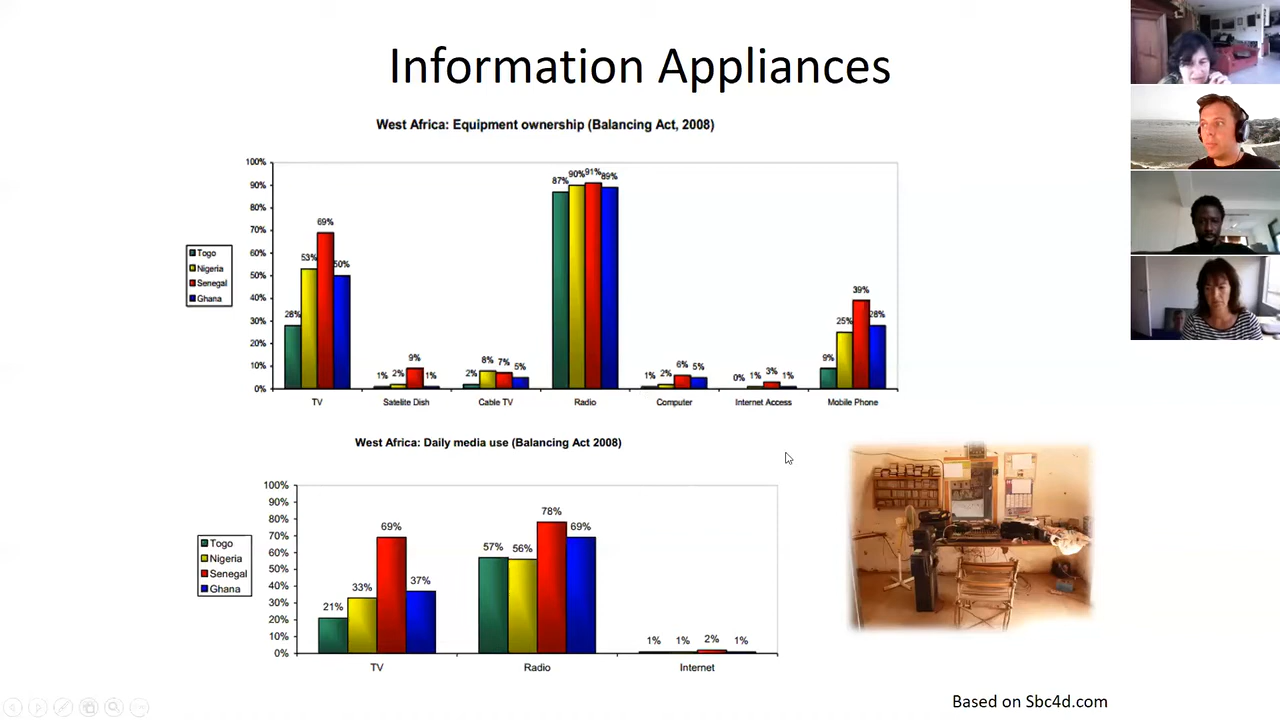 Information Appliances
West Africa: Equipment ownership (Balancing Act, 2008)
100%
90%
80%
70%
60%
50%
40%
30%
20%
10%
0%
Togo
Nigeria
Senegal
Ghana
28% 53% 69% 50%
1% 2% 9% 1%
2% 8% 7% 5%
87% 90% 91% 89%
1% 2% 6% 5%
0% 1% 3% 1%
9% 25% 39% 28%
TV Satelite Dish Cable TV Radio Computer Internet Access Mobile Phone
West Africa: Daily media use (Balancing Act 2008)
100%
90%
80%
70%
60%
50%
40%
30%
20%
10%
0%
Togo
Nigeria
Senegal
Ghana
21% 33% 69% 37%
57% 56% 78% 69%
1% 1% 2% 1%
TV Radio Internet
Based on Sbc4d.com